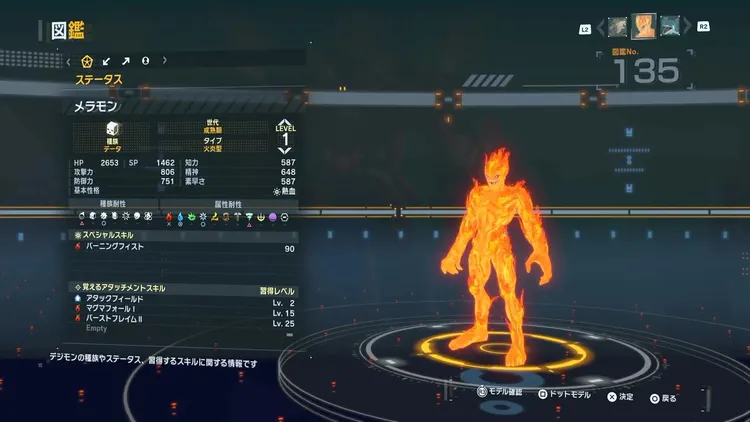 図鑑
L2
R2
図鑑No.
135
ステータス
メラモン
種族
データ
世代
成熟期
タイプ
火炎型
LEVEL
1
HP 2653 SP 1462 知力 587
攻撃力 806 精神 648
防御力 751 素早さ 587
基本性格 熱血
種族耐性 属性耐性
スペシャルスキル
バーニングフィスト 90
覚えるアタッチメントスキル 習得レベル
アタックフィールド Lv. 2
マグマフォールI Lv. 15
バーストフレイムII Lv. 25
Empty
デジモンの種族やステータス、習得するスキルに関する情報です
モデル確認 ドットモデル 決定 戻る